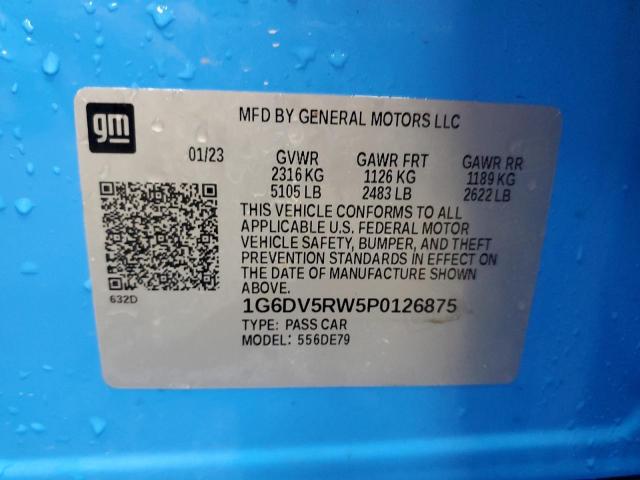 gm
MFD BY GENERAL MOTORS LLC
01/23 GVWR GAWR FRT GAWR RR
2316 KG 1126 KG 1189 KG
5105 LB 2483 LB 2622 LB
THIS VEHICLE CONFORMS TO ALL
APPLICABLE U.S. FEDERAL MOTOR
VEHICLE SAFETY, BUMPER, AND THEFT
PREVENTION STANDARDS IN EFFECT ON
THE DATE OF MANUFACTURE SHOWN
ABOVE.
632D
1G6DV5RW5P0126875
TYPE: PASS CAR
MODEL: 556DE79